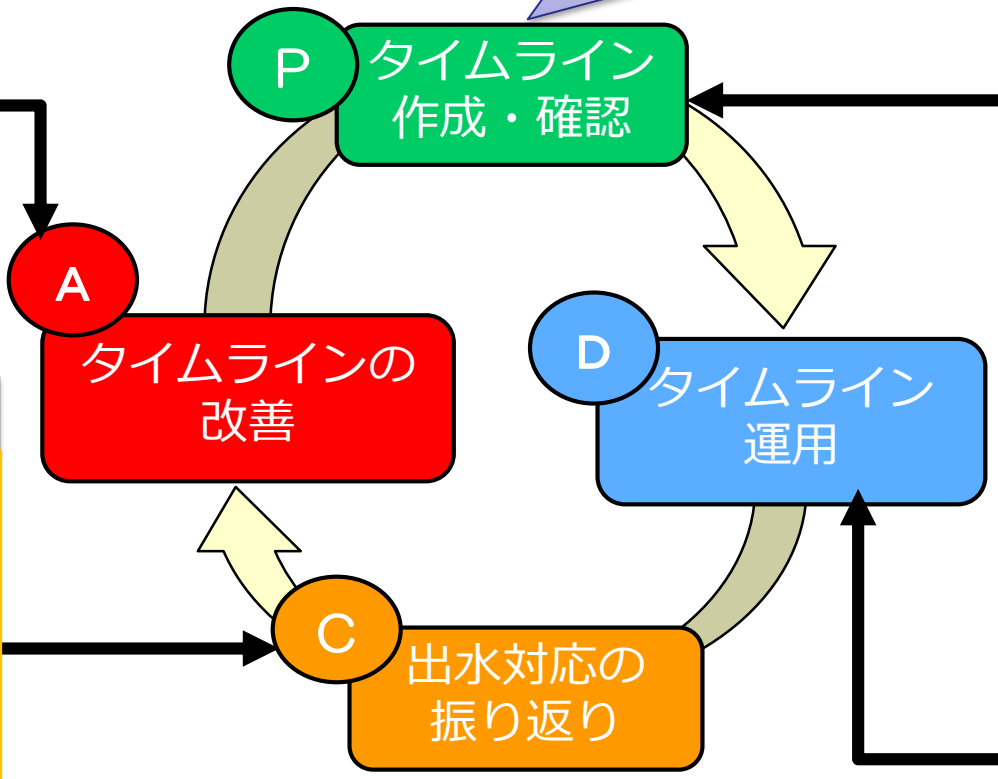 P
タイムライン
作成・確認
A
タイムラインの
改善
D
タイムライン
運用
C
出水対応の
振り返り